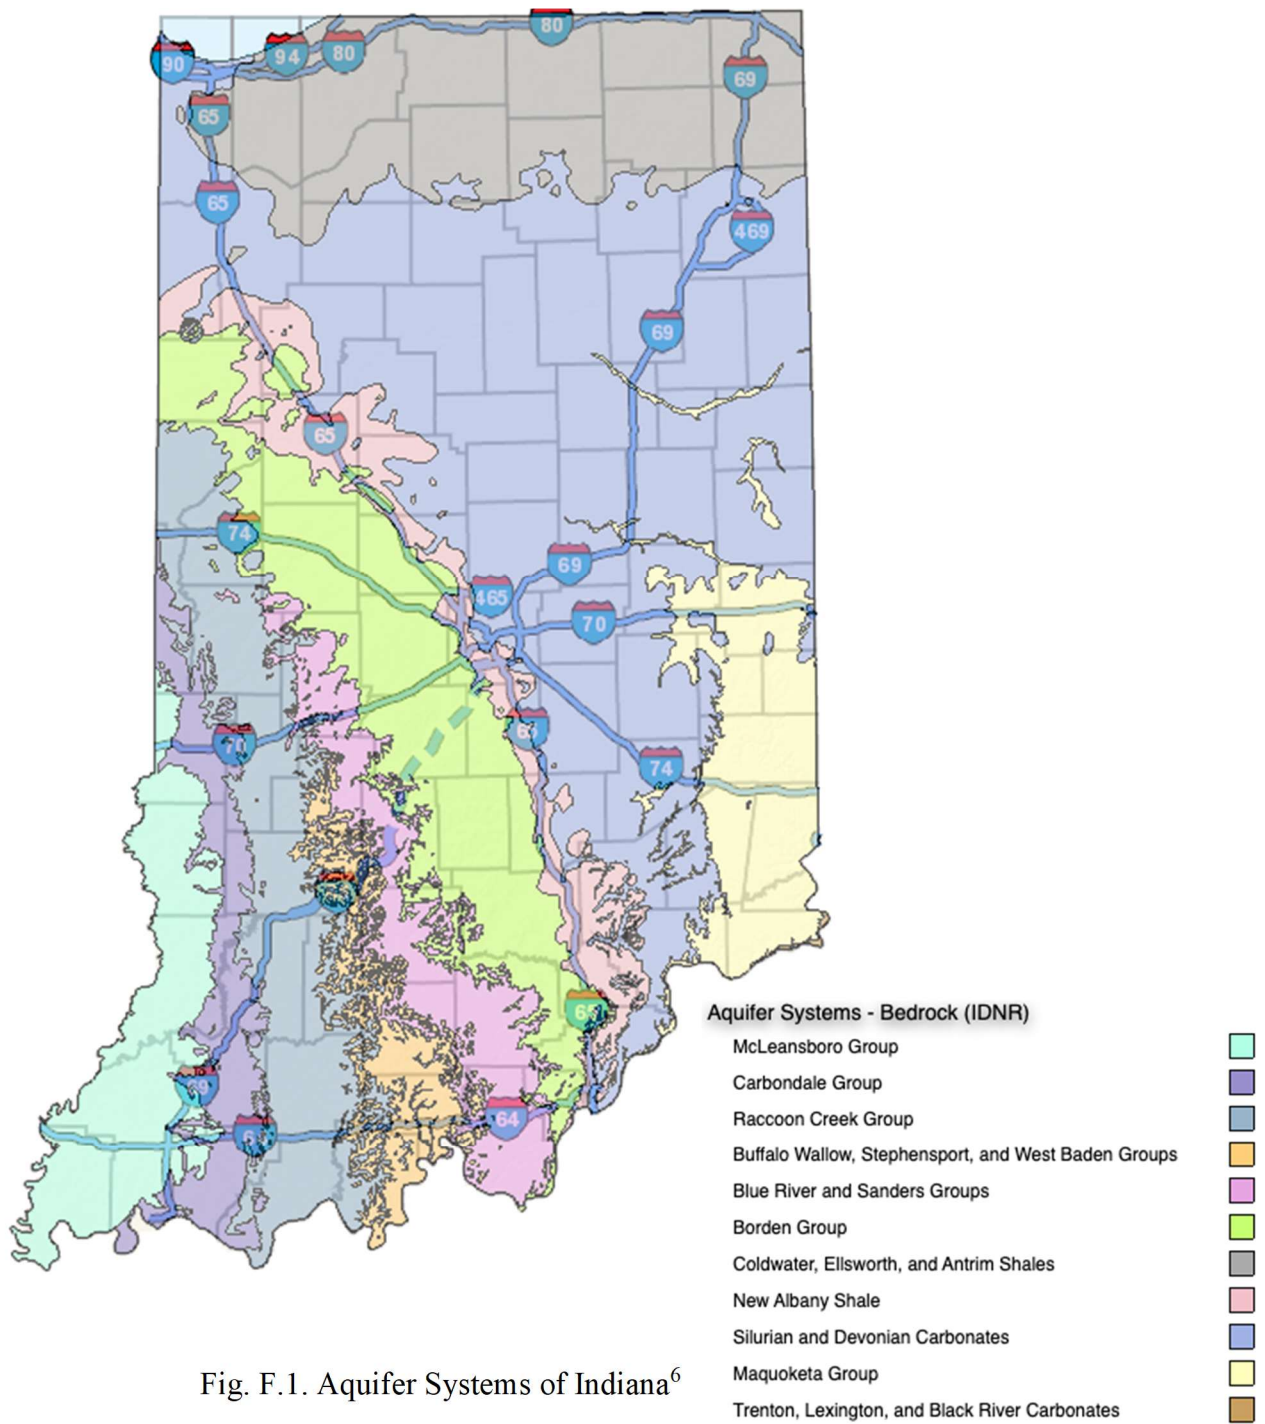 80
90
94
80
69
65
65
469
69
65
74
69
465
70
74
70
65
69
64
Aquifer Systems - Bedrock (IDNR)
McLeansboro Group
Carbondale Group
Raccoon Creek Group
Buffalo Wallow, Stephensport, and West Baden Groups
Blue River and Sanders Groups
Borden Group
Coldwater, Ellsworth, and Antrim Shales
New Albany Shale
Silurian and Devonian Carbonates
Maquoketa Group
Trenton, Lexington, and Black River Carbonates
Fig. F.1. Aquifer Systems of Indiana6